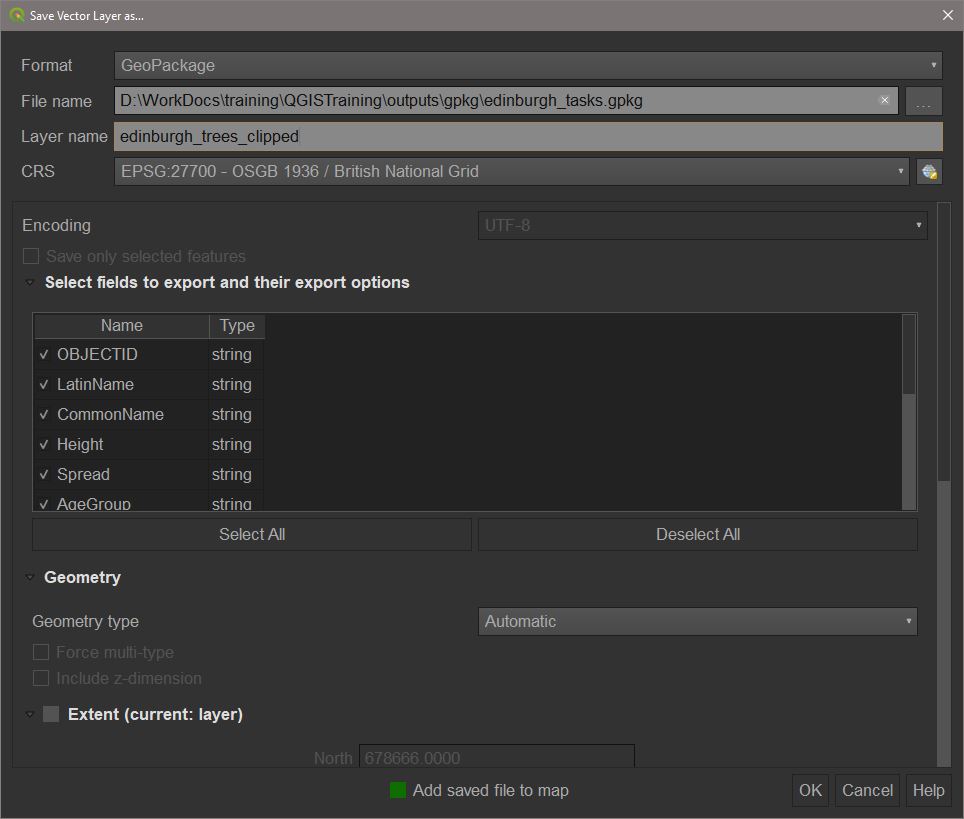 Save Vector Layer as...
Format GeoPackage
File name D:\WorkDocs\training\QGISTraining\outputs\gpkg\edinburgh_tasks.gpkg ...
Layer name edinburgh_trees_clipped
CRS EPSG:27700 - OSGB 1936 / British National Grid
Encoding UTF-8
Save only selected features
Select fields to export and their export options
Name Type
OBJECTID string
LatinName string
CommonName string
Height string
Spread string
AgeGroup string
Select All Deselect All
Geometry
Geometry type Automatic
Force multi-type
Include z-dimension
Extent (current: layer)
North 678666.0000
Add saved file to map OK Cancel Help